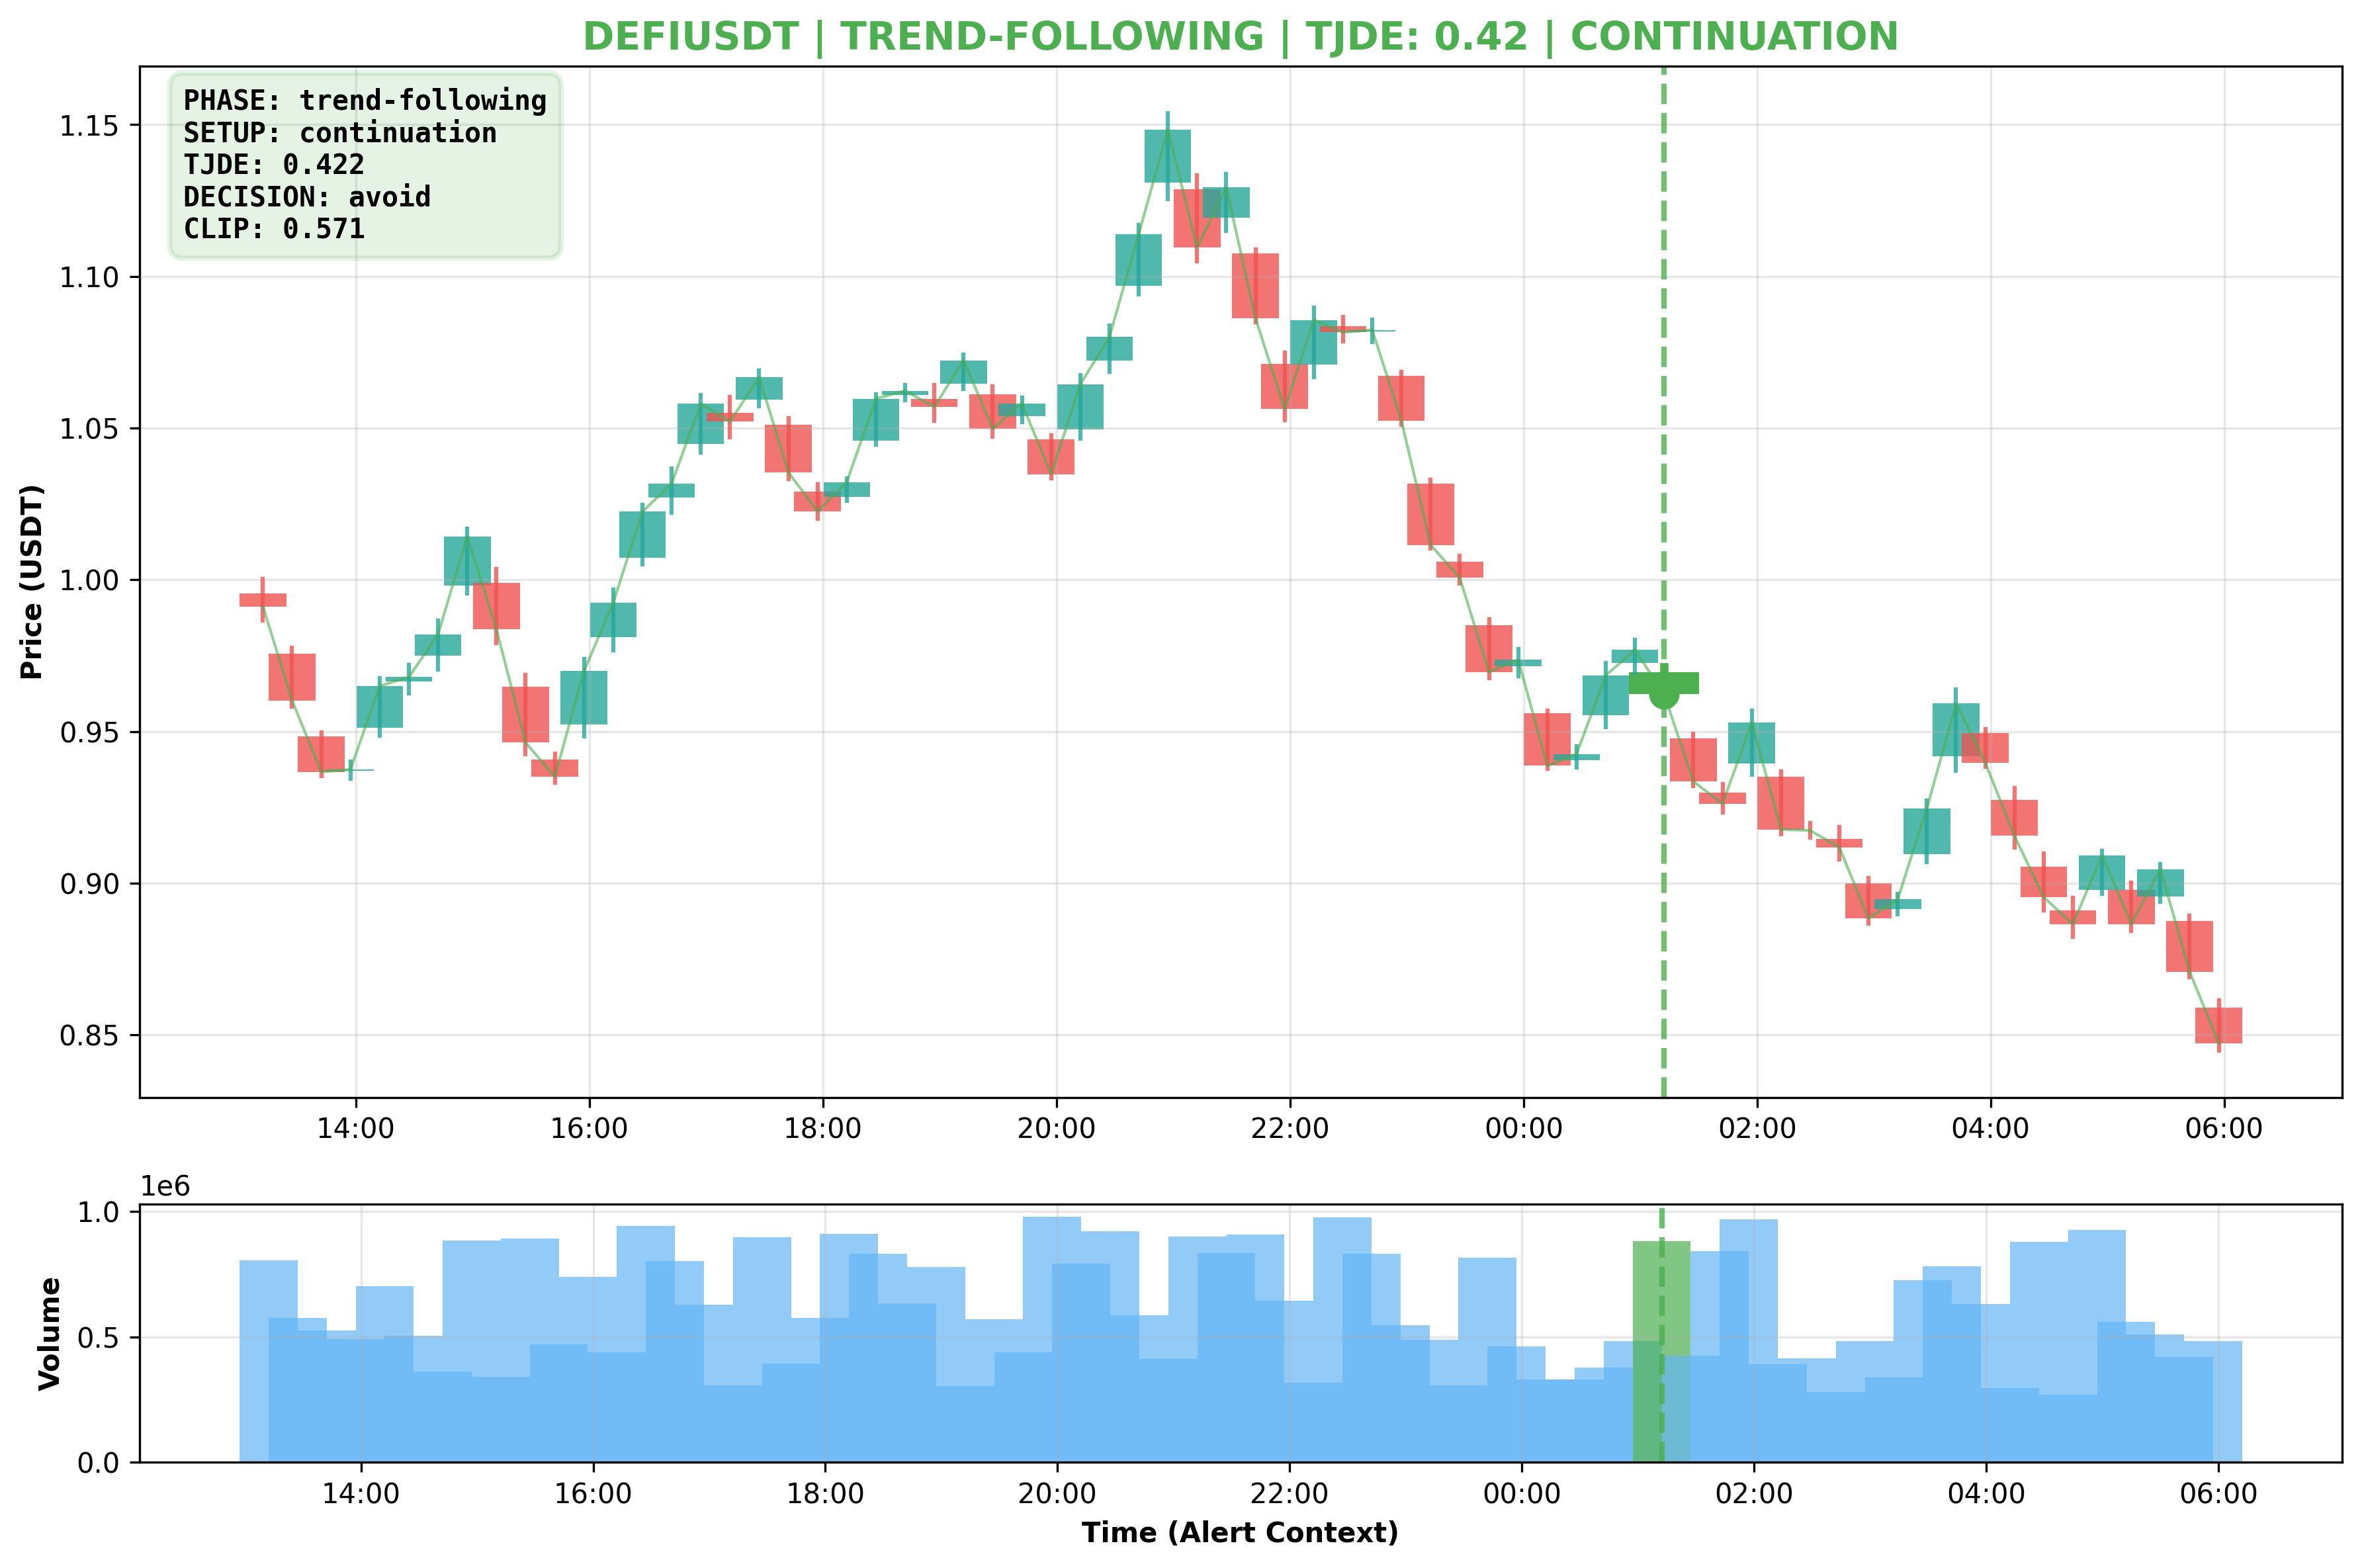 DEFIUSDT | TREND-FOLLOWING | TJDE: 0.42 | CONTINUATION
PHASE: trend-following
SETUP: continuation
TJDE: 0.422
DECISION: avoid
CLIP: 0.571
Price (USDT)
1.15
1.10
1.05
1.00
0.95
0.90
0.85
14:00 16:00 18:00 20:00 22:00 00:00 02:00 04:00 06:00
1e6
Volume
1.0
0.5
0.0
14:00 16:00 18:00 20:00 22:00 00:00 02:00 04:00 06:00
Time (Alert Context)